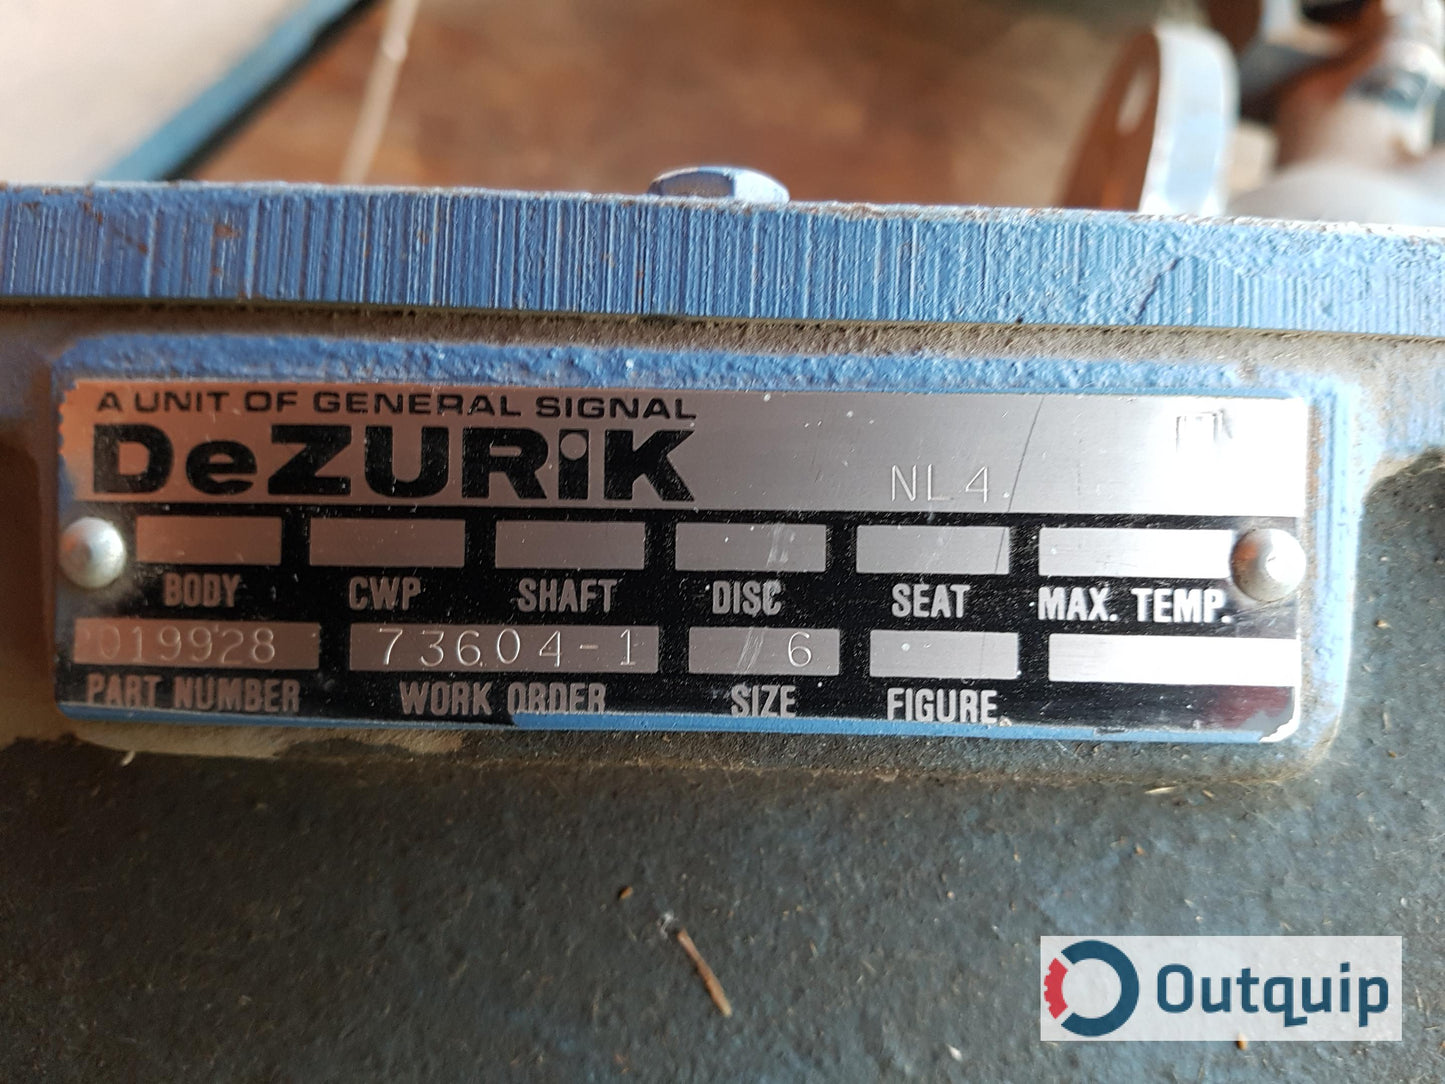 A UNIT OF GENERAL SIGNAL
DeZURiK
NL4
BODY CWP SHAFT DISC SEAT MAX. TEMP.
019928 73604-1 6
PART NUMBER WORK ORDER SIZE FIGURE
Outquip